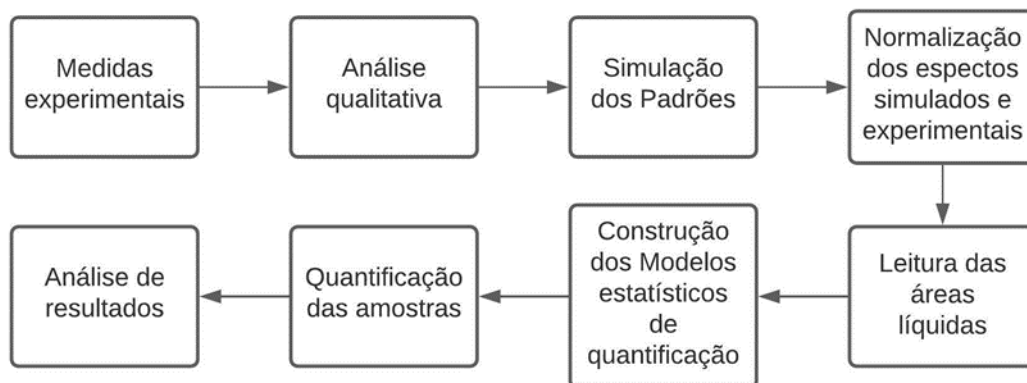 Medidas
experimentais
Análise
qualitativa
Simulação
dos Padrões
Normalização
dos espectos
simulados e
experimentais
Leitura das
áreas
líquidas
Construção
dos Modelos
estatísticos
de
quantificação
Quantificação
das amostras
Análise de
resultados